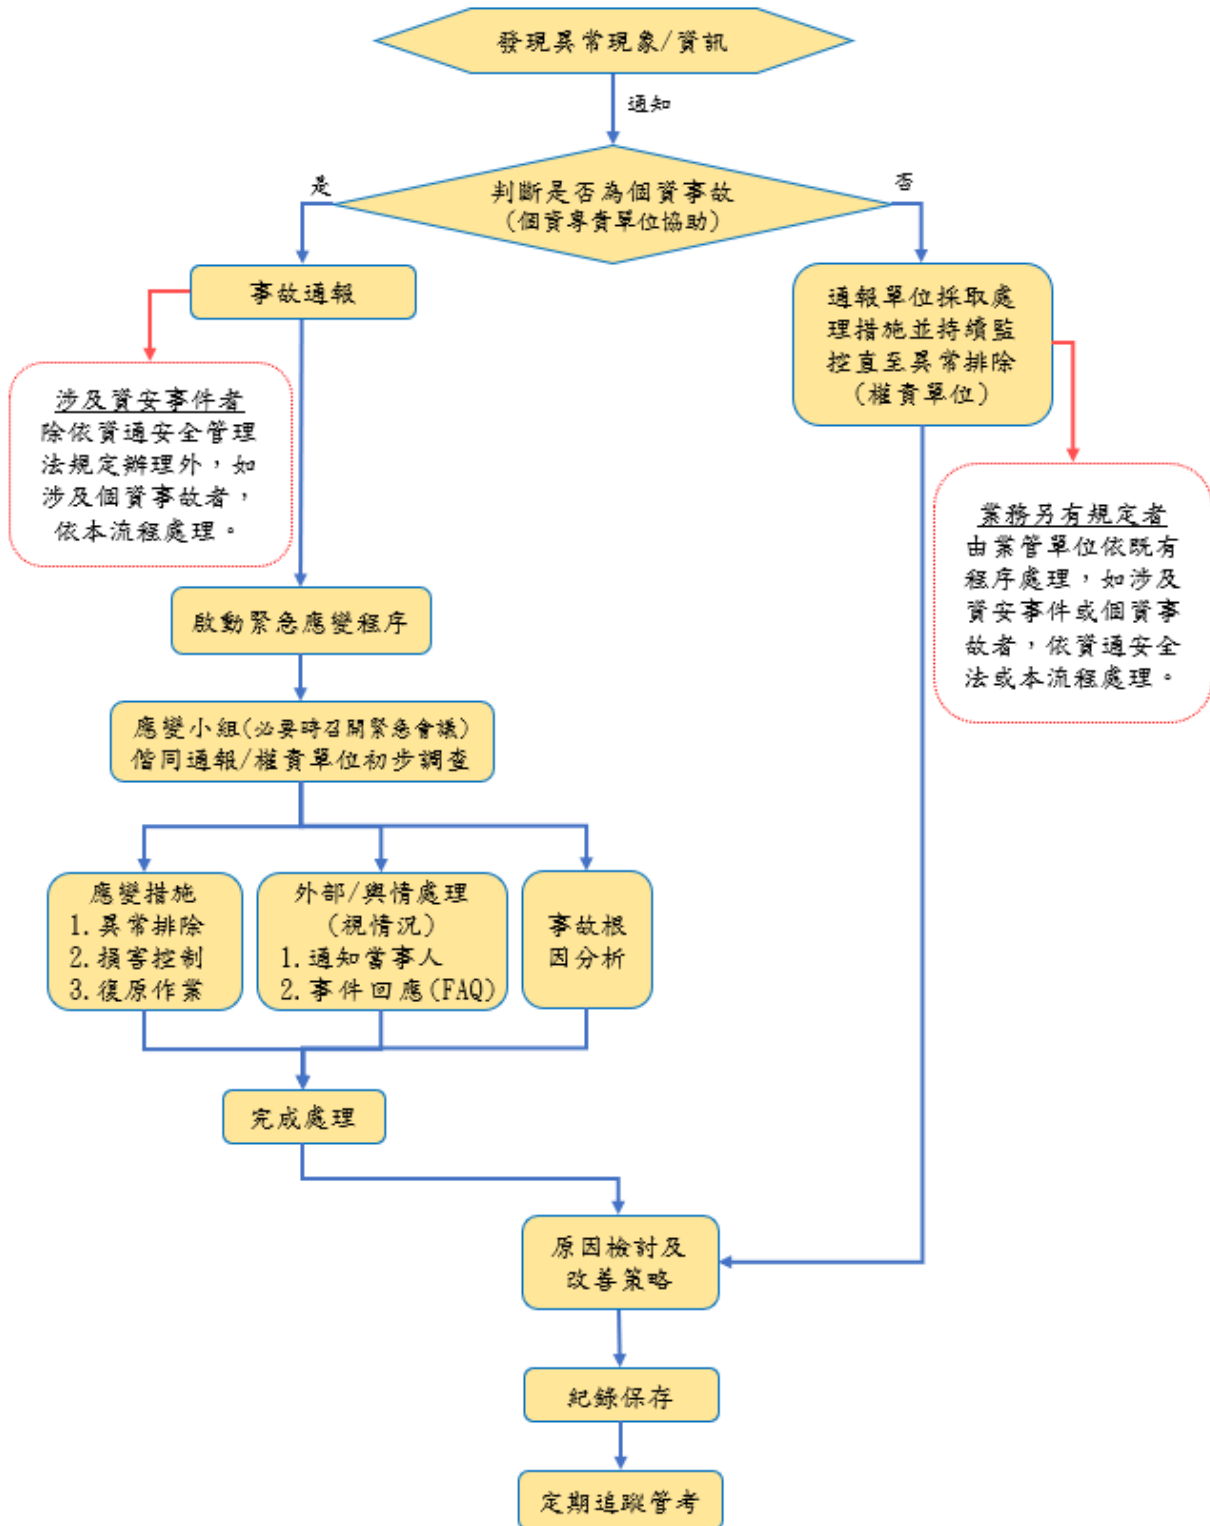 發現異常現象/資訊
通知
判斷是否為個資事故
(個資專責單位協助)
是
否
事故通報
通報單位採取處
理措施並持續監
控直至異常排除
(權責單位)
涉及資安事件者
除依資通安全管理
法規定辦理外，如
涉及個資事故者，
依本流程處理。
業務另有規定者
由業管單位依既有
程序處理，如涉及
資安事件或個資事
故者，依資通安全
法或本流程處理。
啟動緊急應變程序
應變小組(必要時召開緊急會議)
偕同通報/權責單位初步調查
應變措施
1.異常排除
2.損害控制
3.復原作業
外部/輿情處理
(視情況)
1.通知當事人
2.事件回應(FAQ)
事故根
因分析
完成處理
原因檢討及
改善策略
紀錄保存
定期追蹤管考